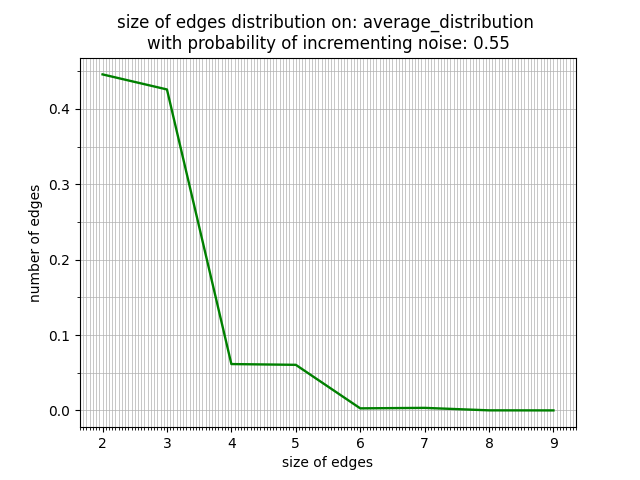 size of edges distribution on: average_distribution
with probability of incrementing noise: 0.55
number of edges
0.4
0.3
0.2
0.1
0.0
2 3 4 5 6 7 8 9
size of edges